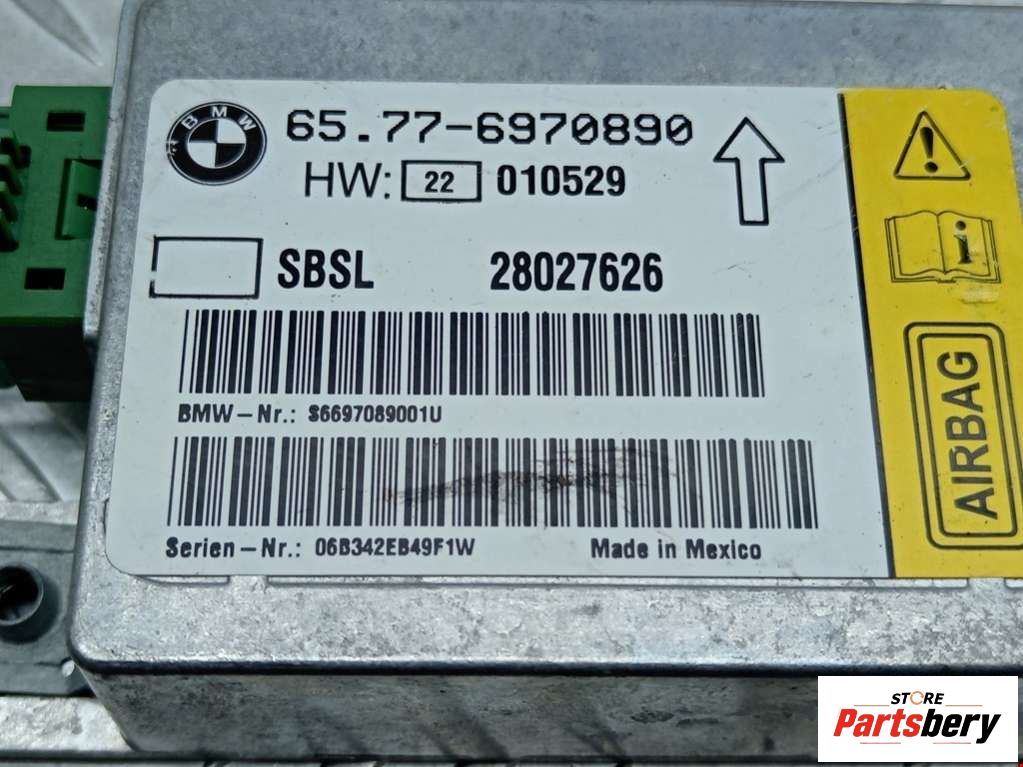 BMW
65.77-6970890
HW: 22 010529
SBSL 28027626
BMW-Nr.: S6697089001U
Serien-Nr.: 06B342EB49F1W Made in Mexico
AIRBAG
STORE
Partsbery